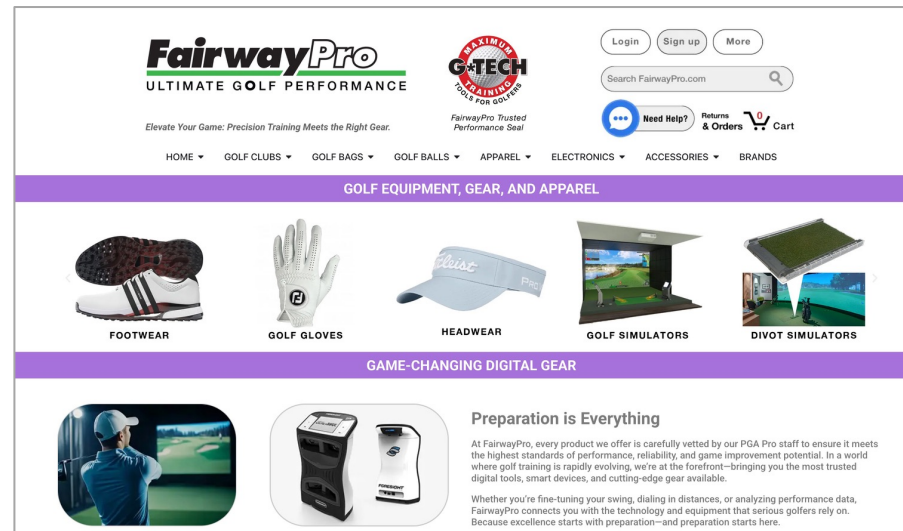 FairwayPro
ULTIMATE GOLF PERFORMANCE
Elevate Your Game: Precision Training Meets the Right Gear.
MAXIMUM
G*TECH
TRAINING
TOOLS FOR GOLFERS
FairwayPro Trusted
Performance Seal
Login Sign up More
Search FairwayPro.com
Need Help? Returns & Orders 0 Cart
HOME GOLF CLUBS GOLF BAGS GOLF BALLS APPAREL ELECTRONICS ACCESSORIES BRANDS
GOLF EQUIPMENT, GEAR, AND APPAREL
FJ
Titleist
FOOTWEAR GOLF GLOVES HEADWEAR GOLF SIMULATORS DIVOT SIMULATORS
GAME-CHANGING DIGITAL GEAR
FORESIGHT
Preparation is Everything
At FairwayPro, every product we offer is carefully vetted by our PGA Pro staff to ensure it meets
the highest standards of performance, reliability, and game improvement potential. In a world
where golf training is rapidly evolving, we're at the forefront—bringing you the most trusted
digital tools, smart devices, and cutting-edge gear available.
Whether you're fine-tuning your swing, dialing in distances, or analyzing performance data,
FairwayPro connects you with the technology and equipment that serious golfers rely on.
Because excellence starts with preparation—and preparation starts here.